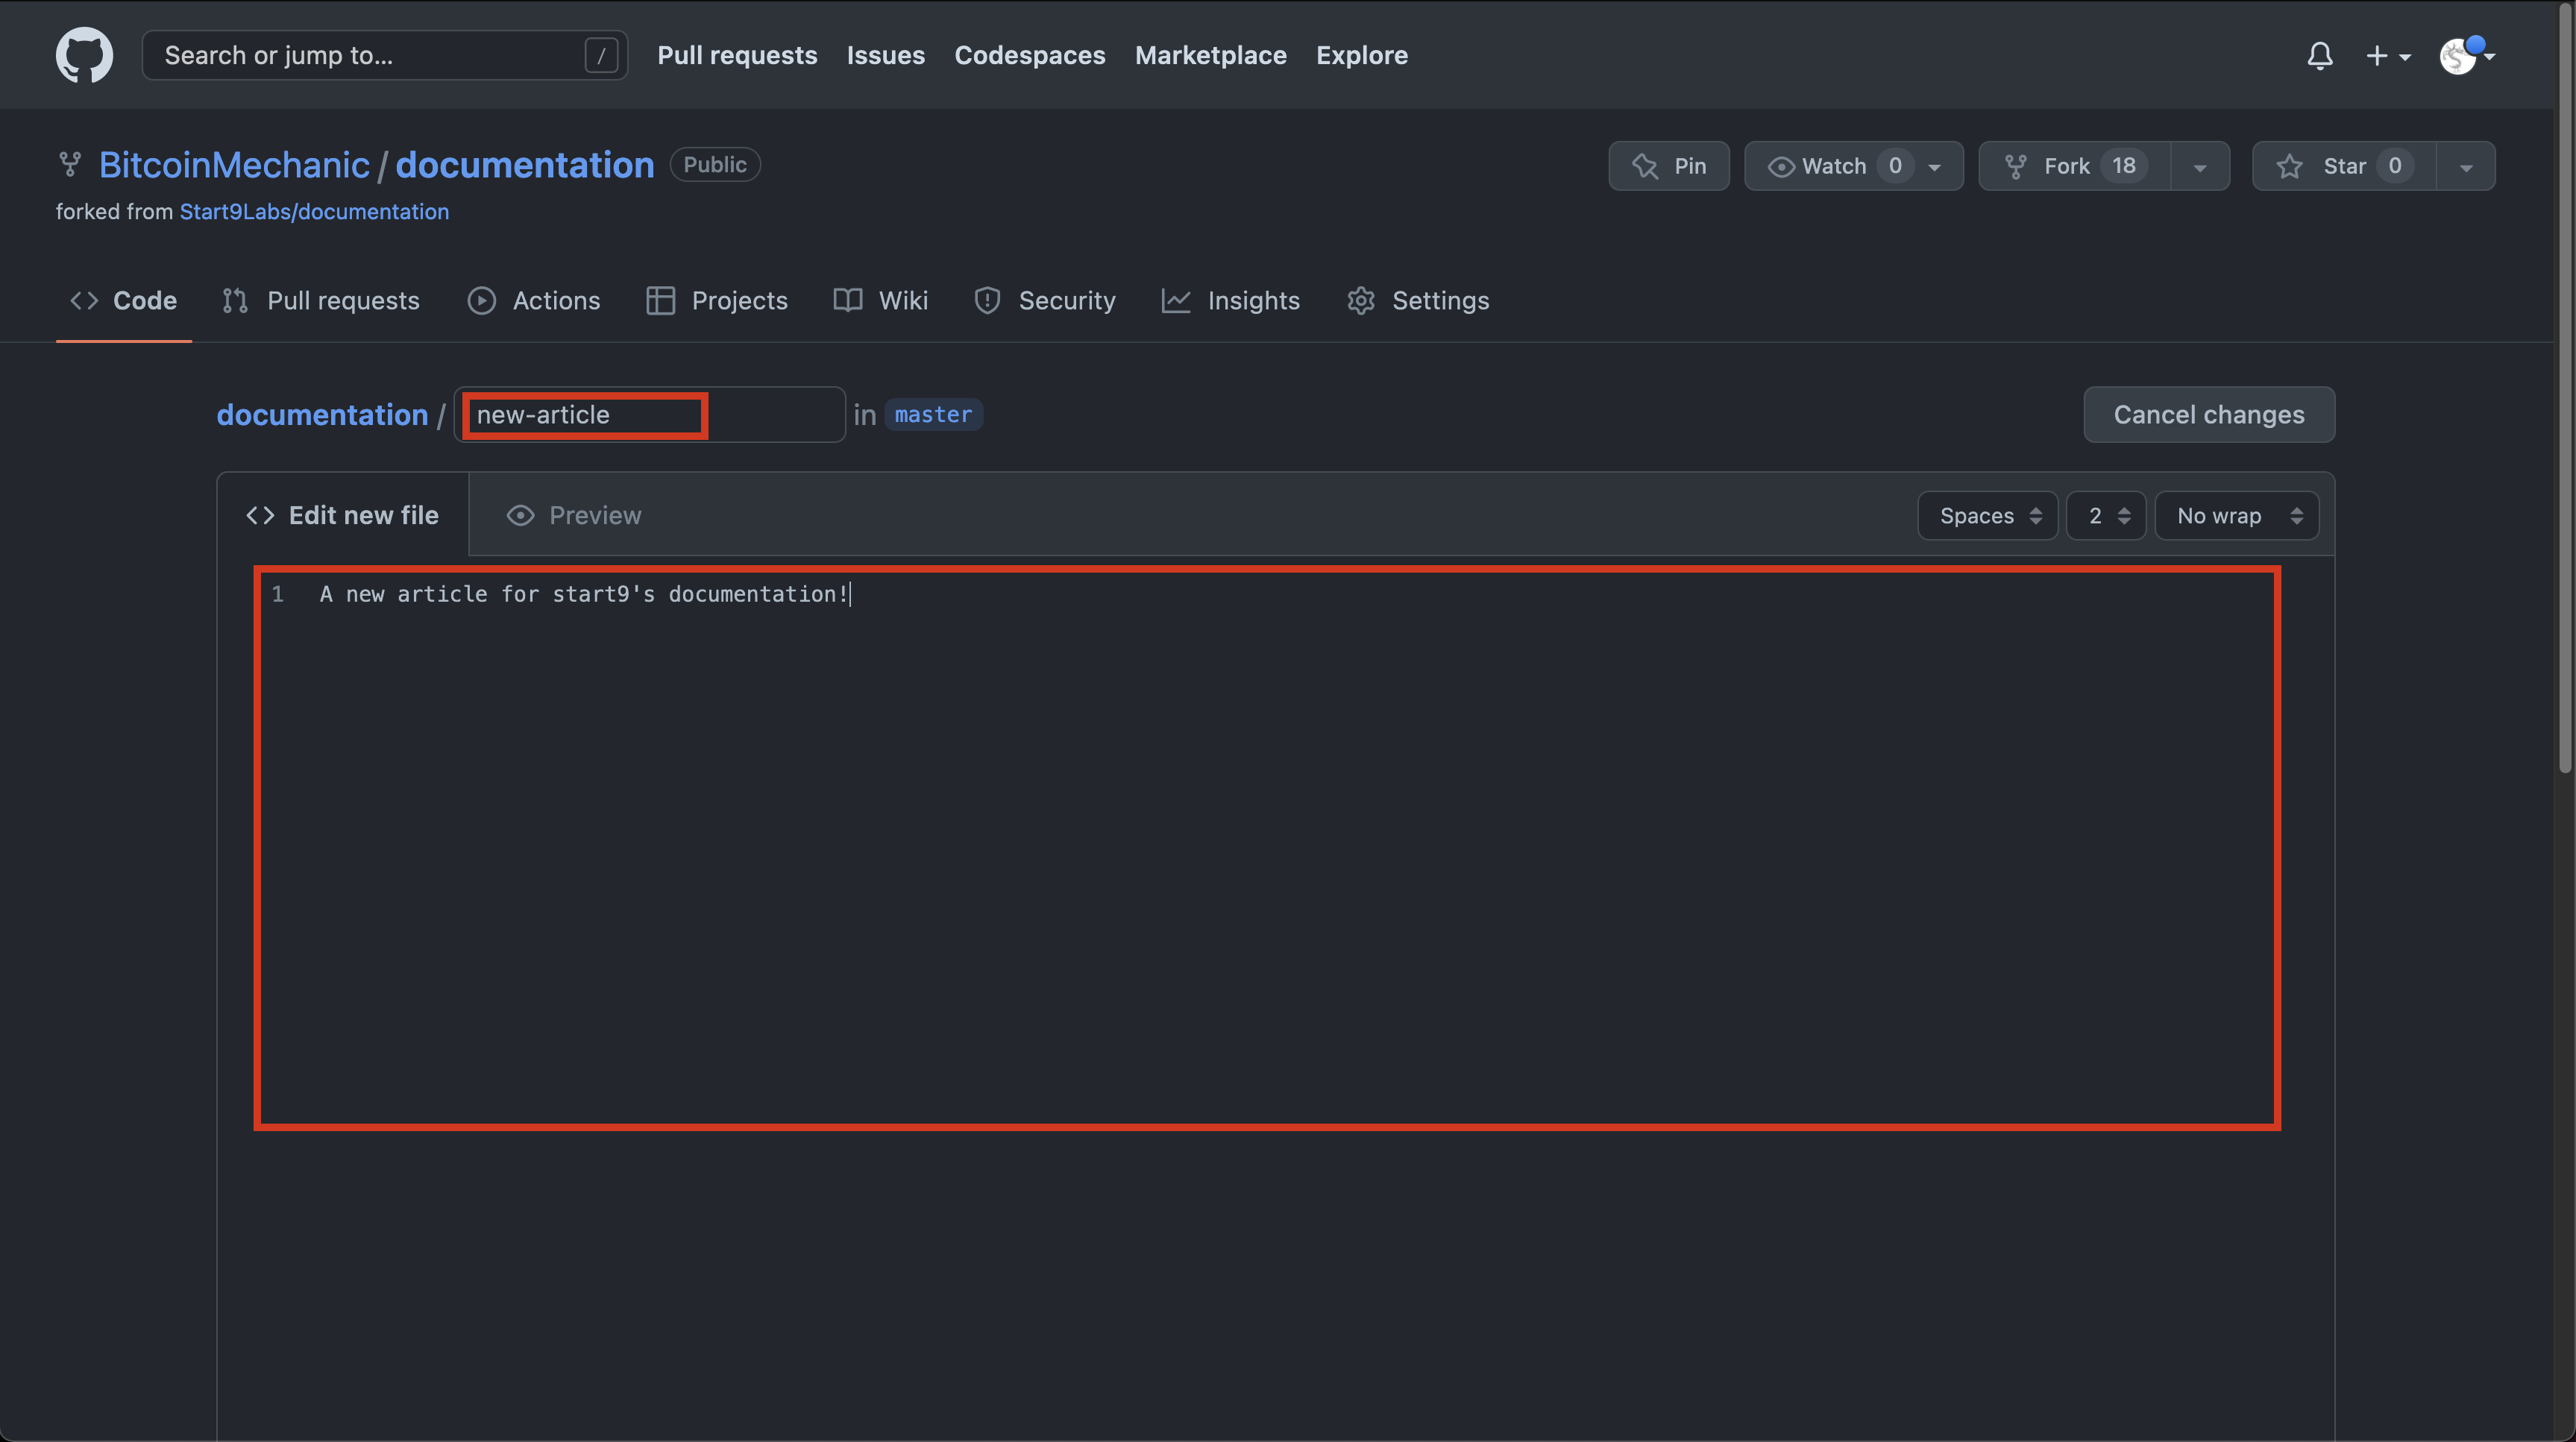 Search or jump to... / Pull requests Issues Codespaces Marketplace Explore
BitcoinMechanic / documentation Public Pin Watch 0 Fork 18 Star 0
forked from Start9Labs/documentation
Code Pull requests Actions Projects Wiki Security Insights Settings
documentation / new-article in master Cancel changes
Edit new file Preview Spaces 2 No wrap
1 A new article for start9's documentation!